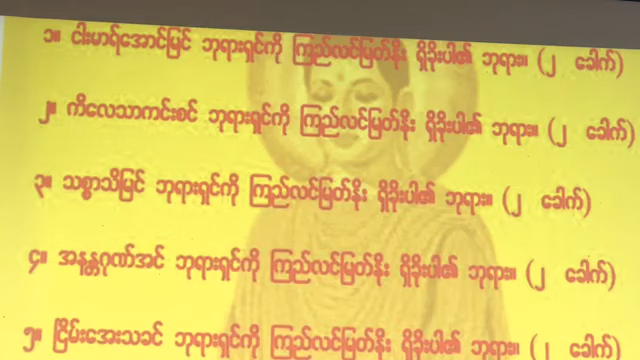 ၁။ ငါးမာရ်အောင်မြင် ဘုရားရှင်ကို ကြည်လင်မြတ်နိုး ရှိခိုးပါ၏ ဘုရား။ (၂ ခေါက်)
၂။ ကိလေသာကင်းစင် ဘုရားရှင်ကို ကြည်လင်မြတ်နိုး ရှိခိုးပါ၏ ဘုရား။ (၂ ခေါက်)
၃။ သစ္စာသိမြင် ဘုရားရှင်ကို ကြည်လင်မြတ်နိုး ရှိခိုးပါ၏ ဘုရား။ (၂ ခေါက်)
၄။ အနန္တဂုဏ်အင် ဘုရားရှင်ကို ကြည်လင်မြတ်နိုး ရှိခိုးပါ၏ ဘုရား။ (၂ ခေါက်)
၅။ ငြိမ်းအေးသခင် ဘုရားရှင်ကို ကြည်လင်မြတ်နိုး ရှိခိုးပါ၏ ဘုရား။ (၂ ခေါက်)